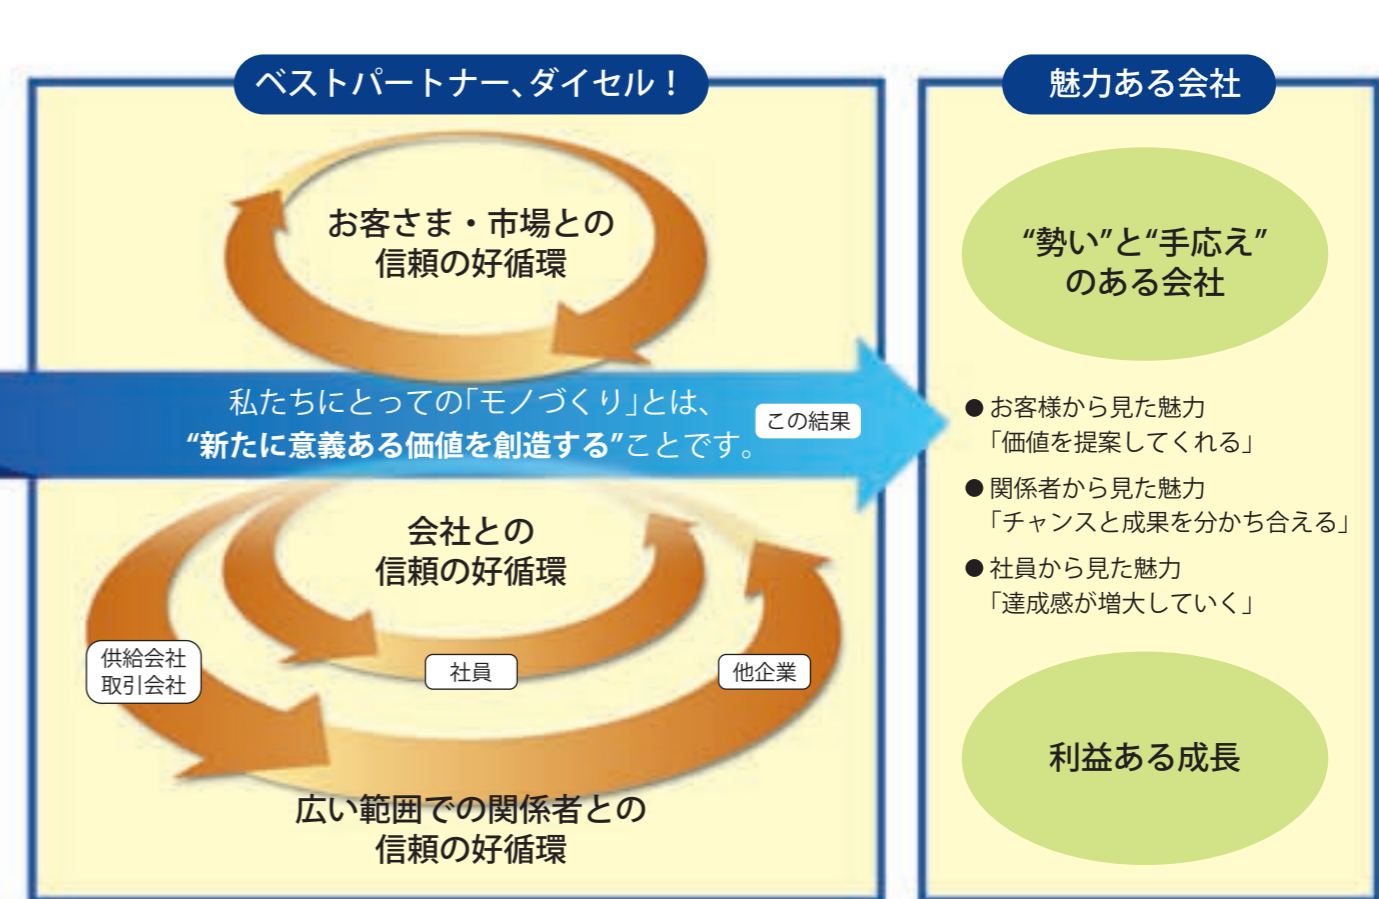 ベストパートナー、ダイセル！
お客さま・市場との
信頼の好循環
私たちにとっての「モノづくり」とは、
“新たに意義ある価値を創造する”ことです。
この結果
会社との
信頼の好循環
供給会社
取引会社
社員
他企業
広い範囲での関係者との
信頼の好循環
魅力ある会社
“勢い”と“手応え”
のある会社
● お客様から見た魅力
「価値を提案してくれる」
● 関係者から見た魅力
「チャンスと成果を分かち合える」
● 社員から見た魅力
「達成感が増大していく」
利益ある成長